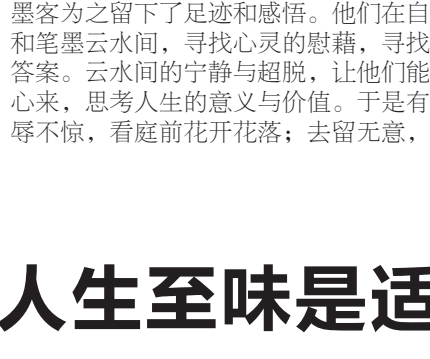 墨客为之留下了足迹和感悟。他们在自
和笔墨云水间，寻找心灵的慰藉，寻找
答案。云水间的宁静与超脱，让他们能
心来，思考人生的意义与价值。于是有
辱不惊，看庭前花开花落；去留无意，
人生至味是适